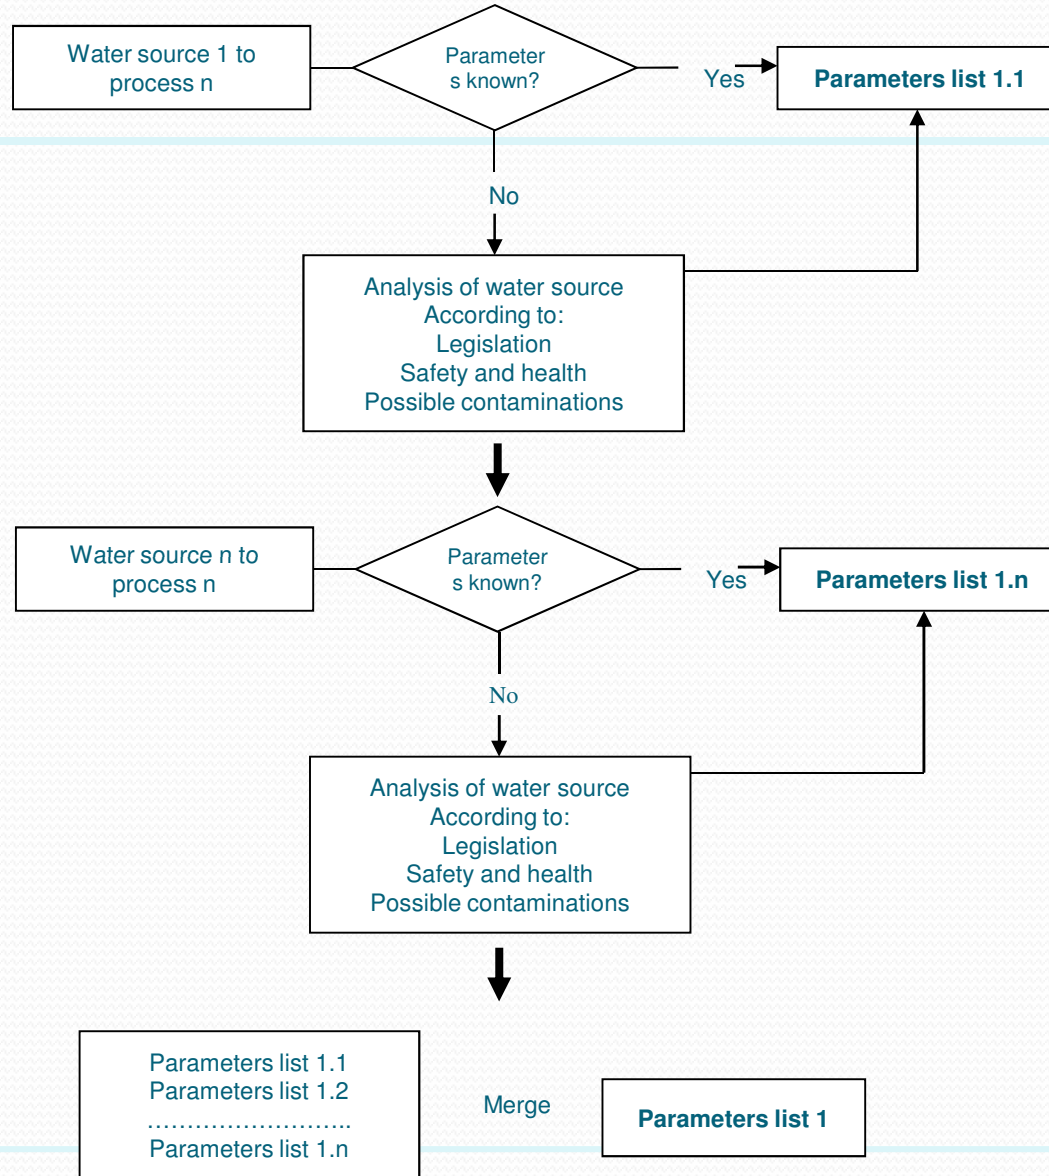 Water source 1 to
process n
Parameter
s known?
Yes
Parameters list 1.1
No
Analysis of water source
According to:
Legislation
Safety and health
Possible contaminations
Water source n to
process n
Parameter
s known?
Yes
Parameters list 1.n
No
Analysis of water source
According to:
Legislation
Safety and health
Possible contaminations
Parameters list 1.1
Parameters list 1.2
……………………..
Parameters list 1.n
Merge
Parameters list 1